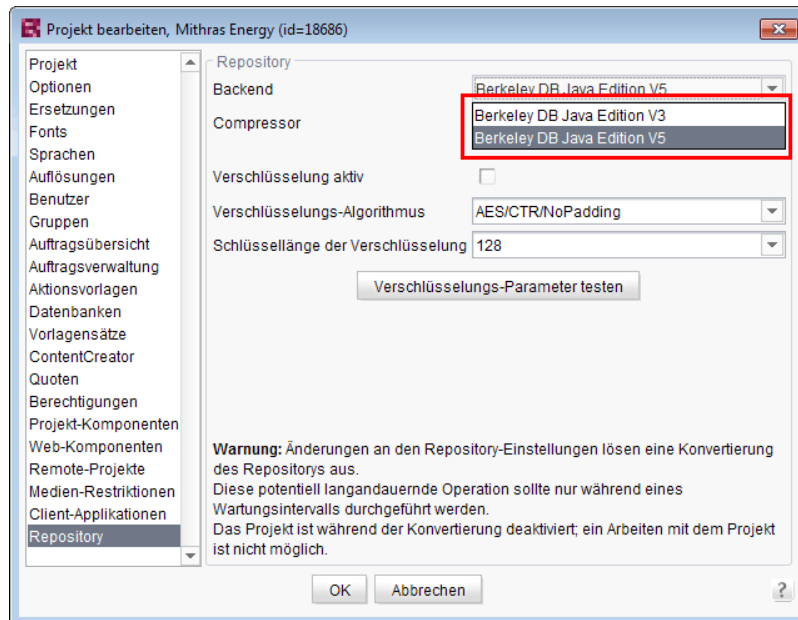 Projekt bearbeiten, Mithras Energy (id=18686)
Projekt
Optionen
Ersetzungen
Fonts
Sprachen
Auflösungen
Benutzer
Gruppen
Auftragsübersicht
Auftragsverwaltung
Aktionsvorlagen
Datenbanken
Vorlagensätze
ContentCreator
Quoten
Berechtigungen
Projekt-Komponenten
Web-Komponenten
Remote-Projekte
Medien-Restriktionen
Client-Applikationen
Repository
Repository
Backend
Berkeley DB Java Edition V5
Compressor
Berkeley DB Java Edition V3
Berkeley DB Java Edition V5
Verschlüsselung aktiv
Verschlüsselungs-Algorithmus
AES/CTR/NoPadding
Schlüssellänge der Verschlüsselung
128
Verschlüsselungs-Parameter testen
Warnung: Änderungen an den Repository-Einstellungen lösen eine Konvertierung
des Repositorys aus.
Diese potentiell langandauernde Operation sollte nur während eines
Wartungsintervalls durchgeführt werden.
Das Projekt ist während der Konvertierung deaktiviert; ein Arbeiten mit dem Projekt
ist nicht möglich.
OK
Abbrechen
?